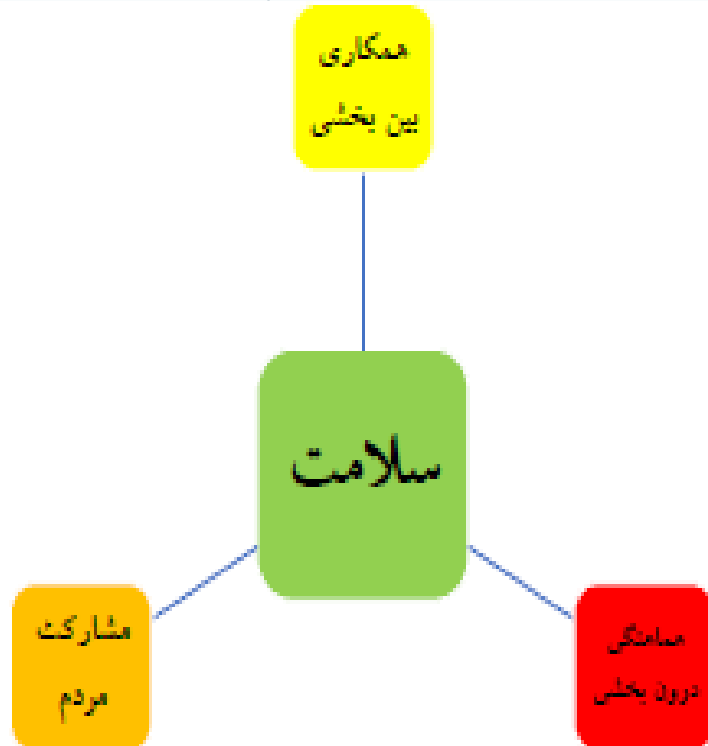 همکاری
بین بخشی
سلامت
مشارکت
مردم
هماهنگی
درون بخشی